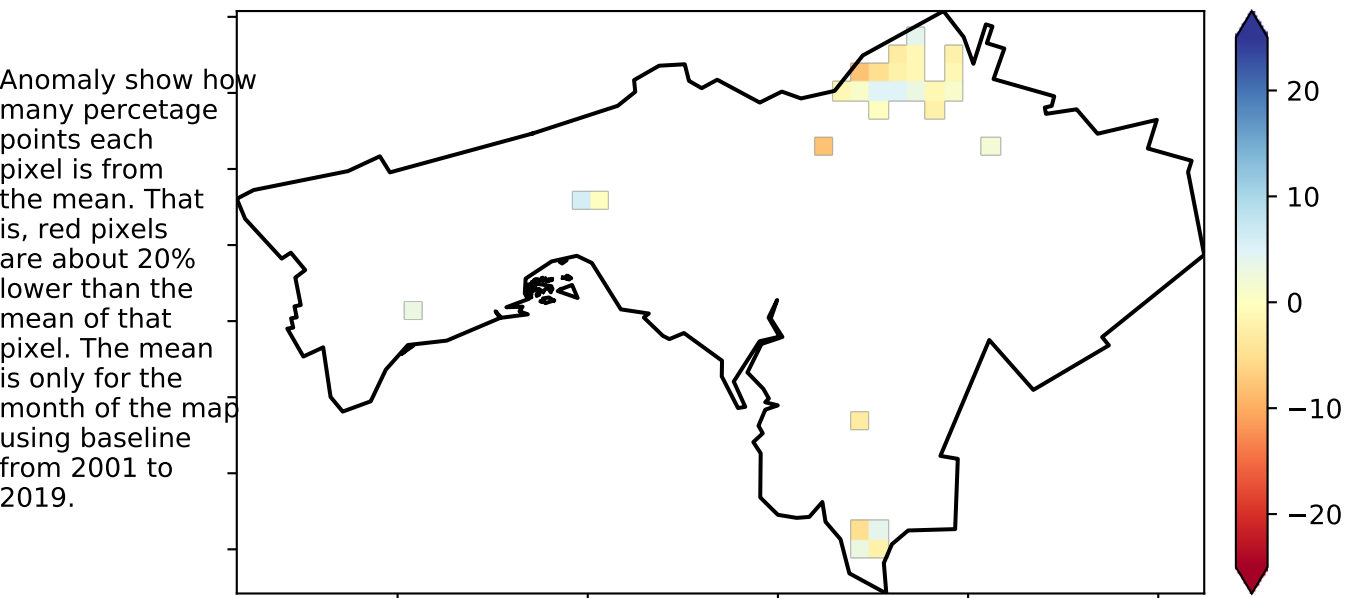 Anomaly show how
many percetage
points each
pixel is from
the mean. That
is, red pixels
are about 20%
lower than the
mean of that
pixel. The mean
is only for the
month of the map
using baseline
from 2001 to
2019.
20
10
0
−10
−20